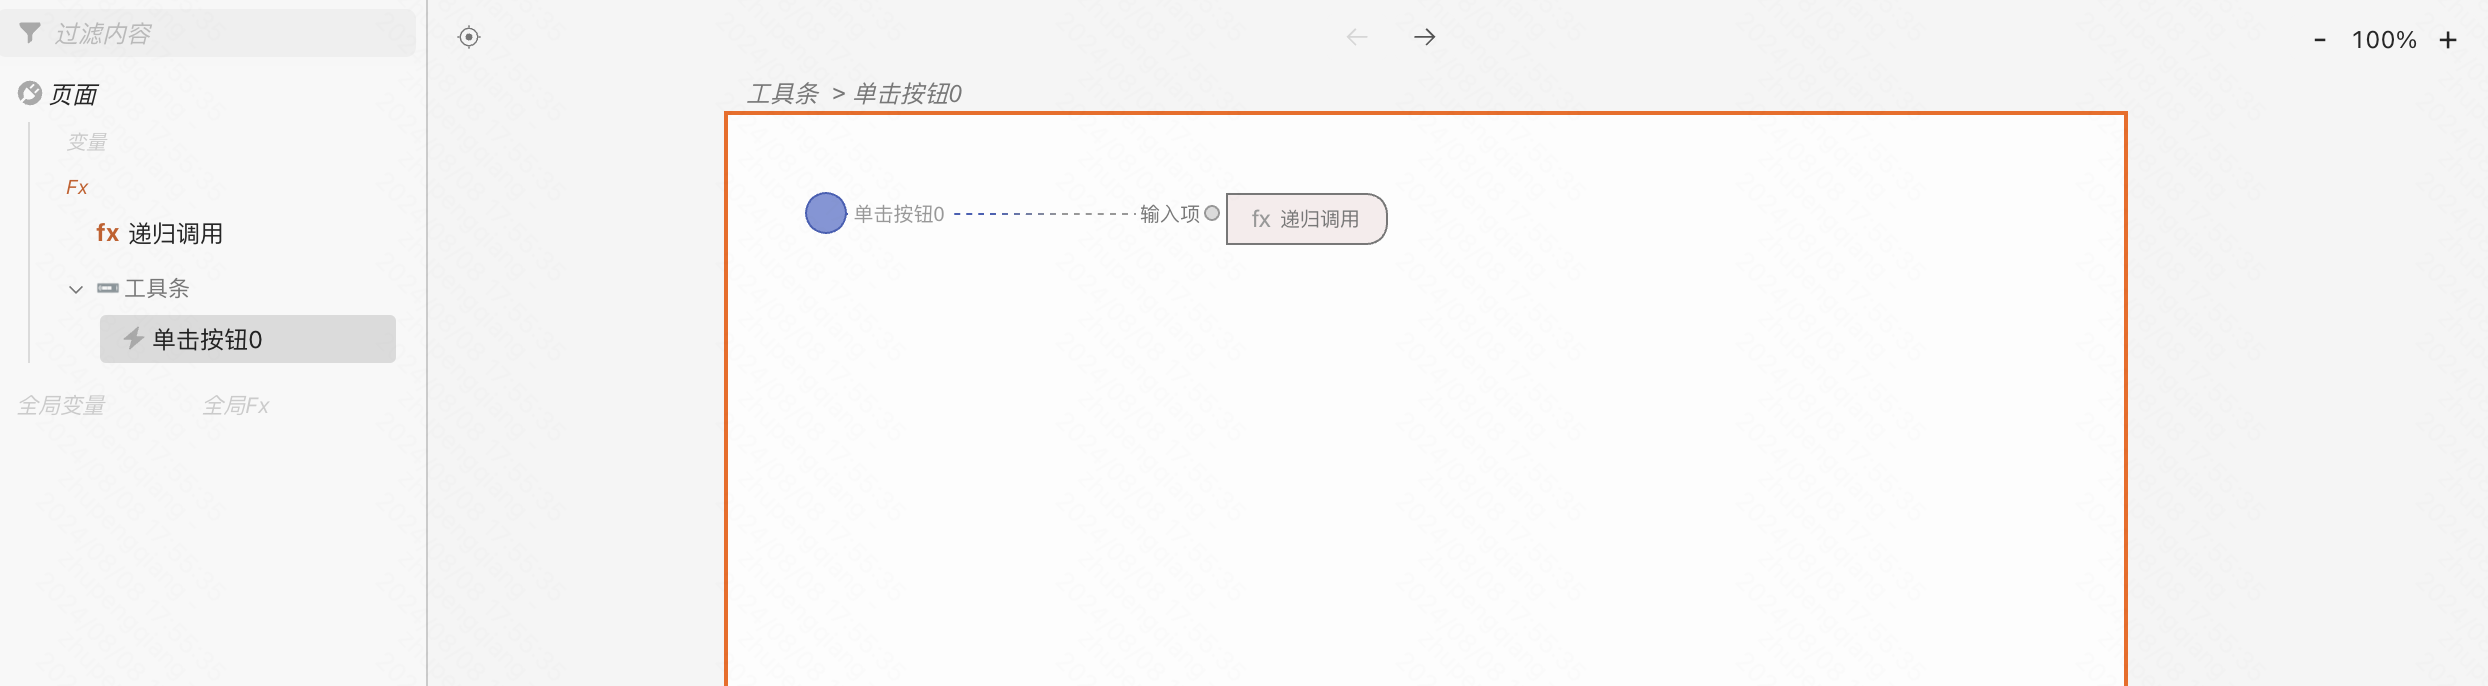 过滤内容
页面
变量
Fx
fx 递归调用
工具条
单击按钮0
全局变量 全局Fx
- 100% +
工具条 > 单击按钮0
单击按钮0 输入项 fx 递归调用